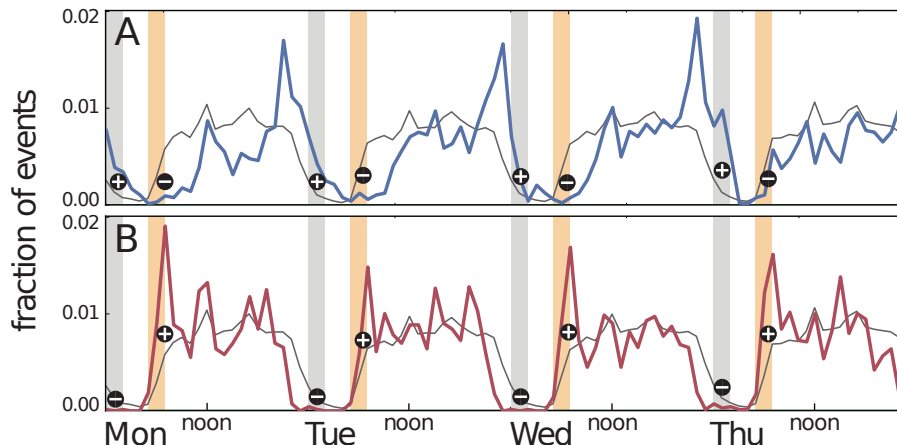 A
0.02
0.01
0.00
+ − + − + − + −
B
0.02
0.01
0.00
− + − + − + − +
fraction of events
Mon noon Tue noon Wed noon Thu noon